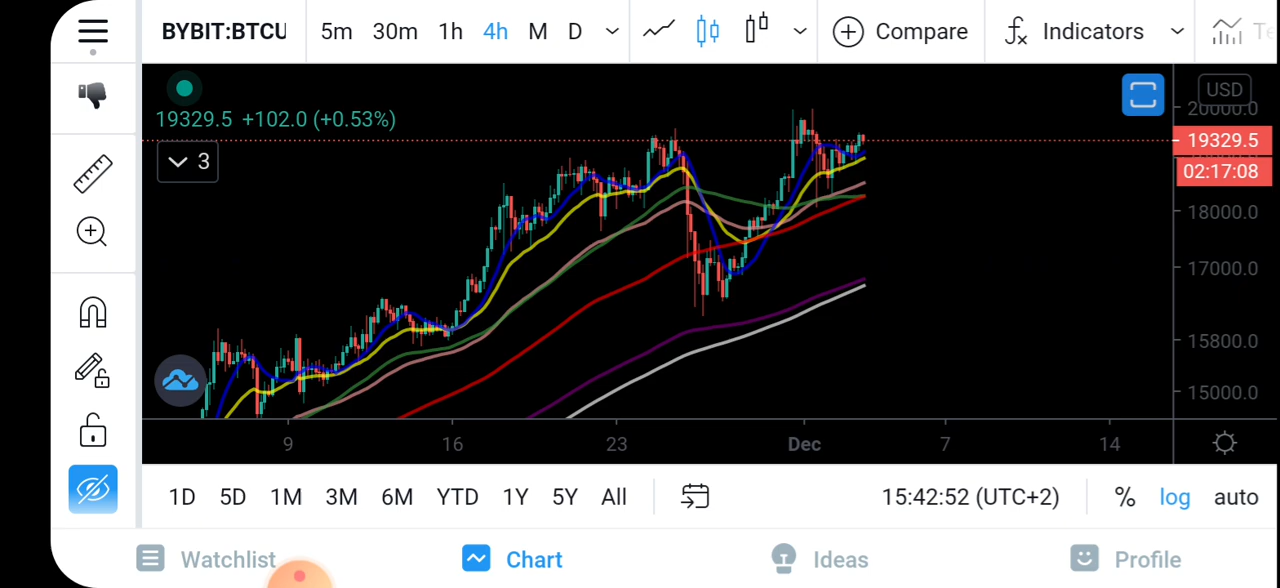 BYBIT:BTCU 5m 30m 1h 4h M D Compare Indicators Te
USD
20000.0
19329.5 +102.0 (+0.53%)
19329.5
3
02:17:08
18000.0
17000.0
15800.0
15000.0
9 16 23 Dec 7 14
1D 5D 1M 3M 6M YTD 1Y 5Y All 15:42:52 (UTC+2) % log auto
Watchlist Chart Ideas Profile